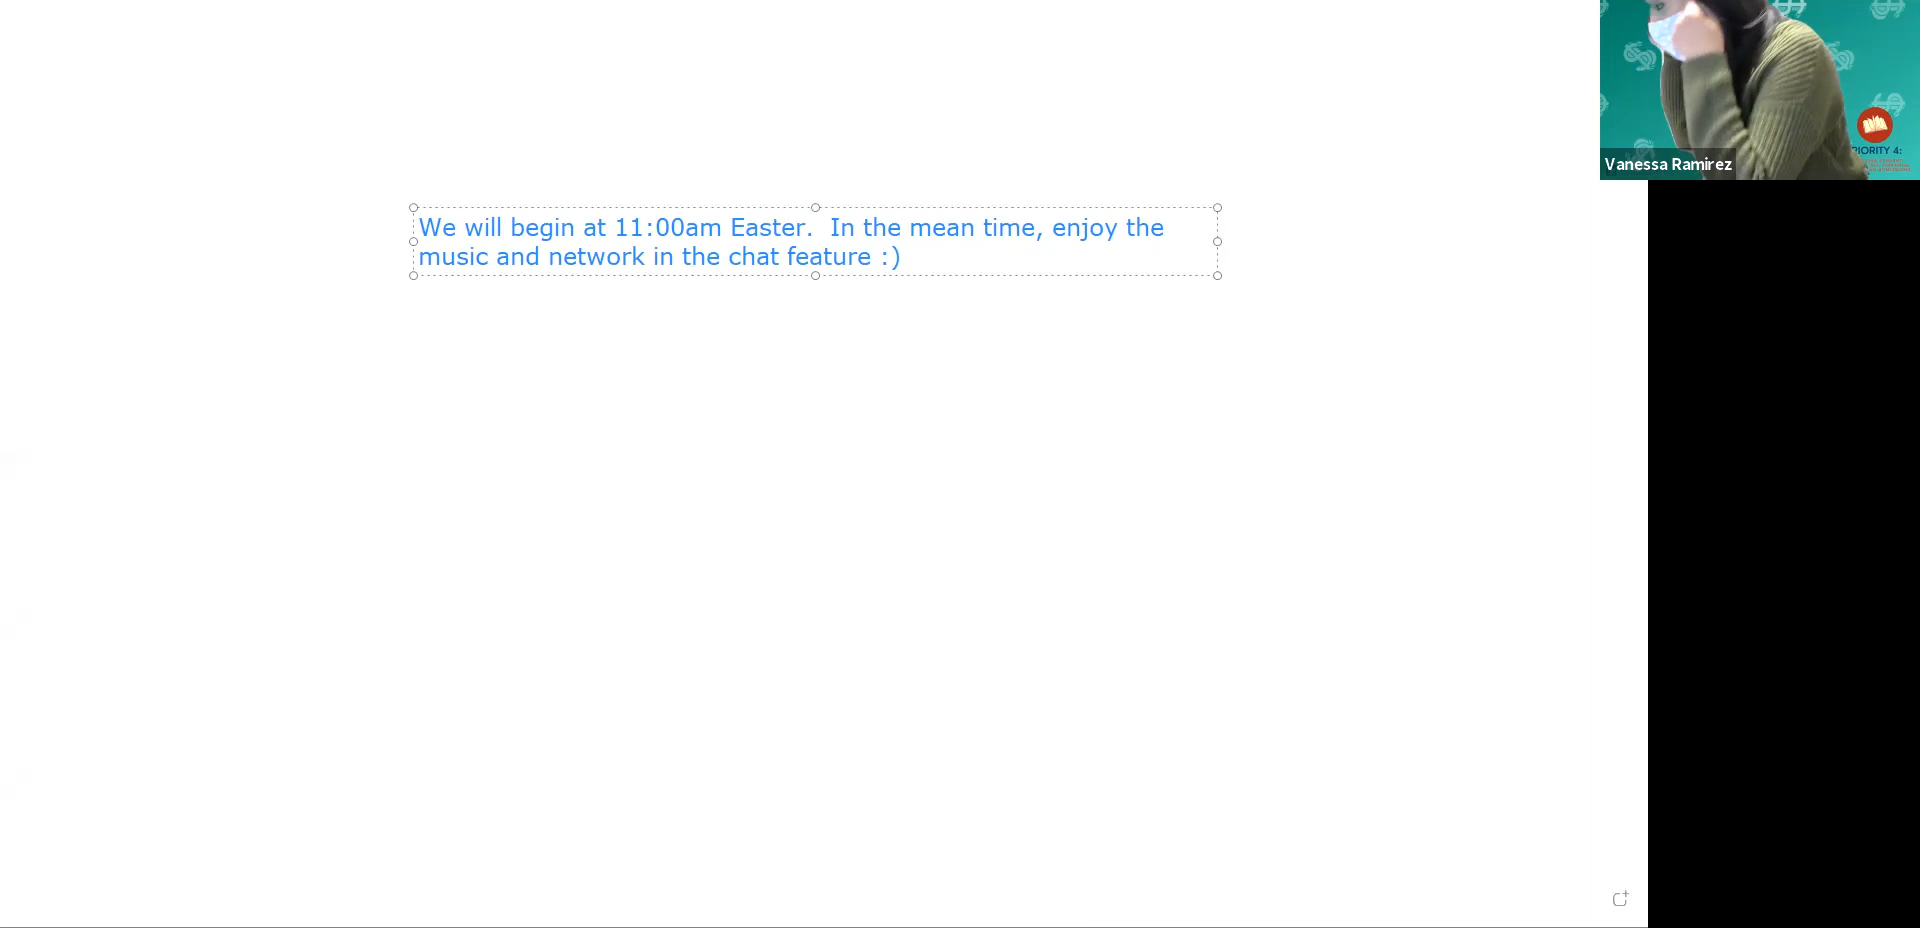 We will begin at 11:00am Easter.  In the mean time, enjoy the
music and network in the chat feature :)
Vanessa Ramirez
RIORITY 4: